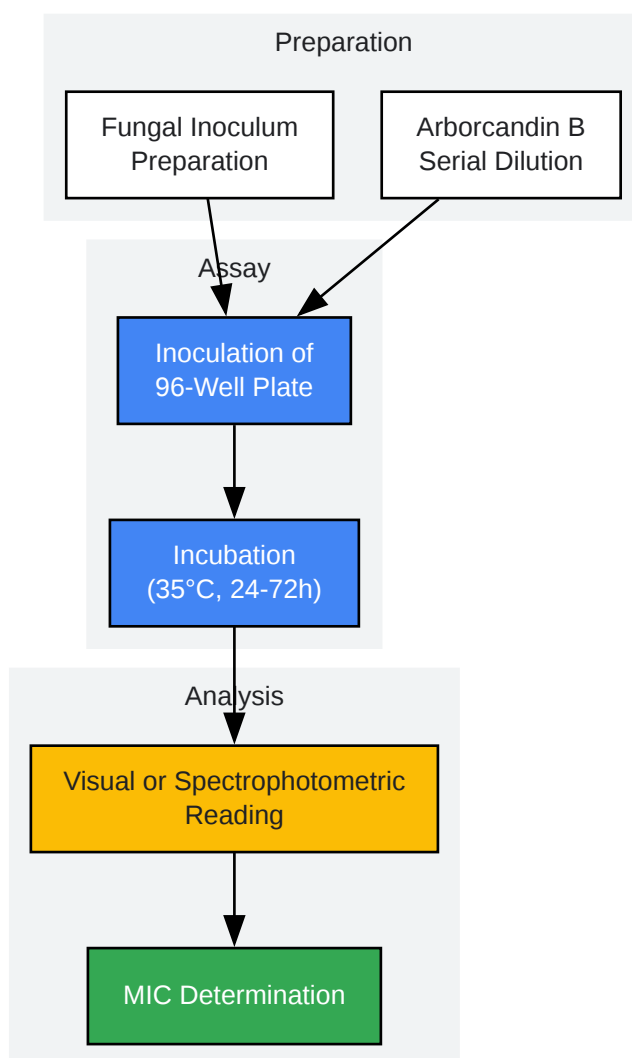 Preparation
Fungal Inoculum
Preparation
Arborcandin B
Serial Dilution
Assay
Inoculation of
96-Well Plate
Incubation
(35°C, 24-72h)
Analysis
Visual or Spectrophotometric
Reading
MIC Determination